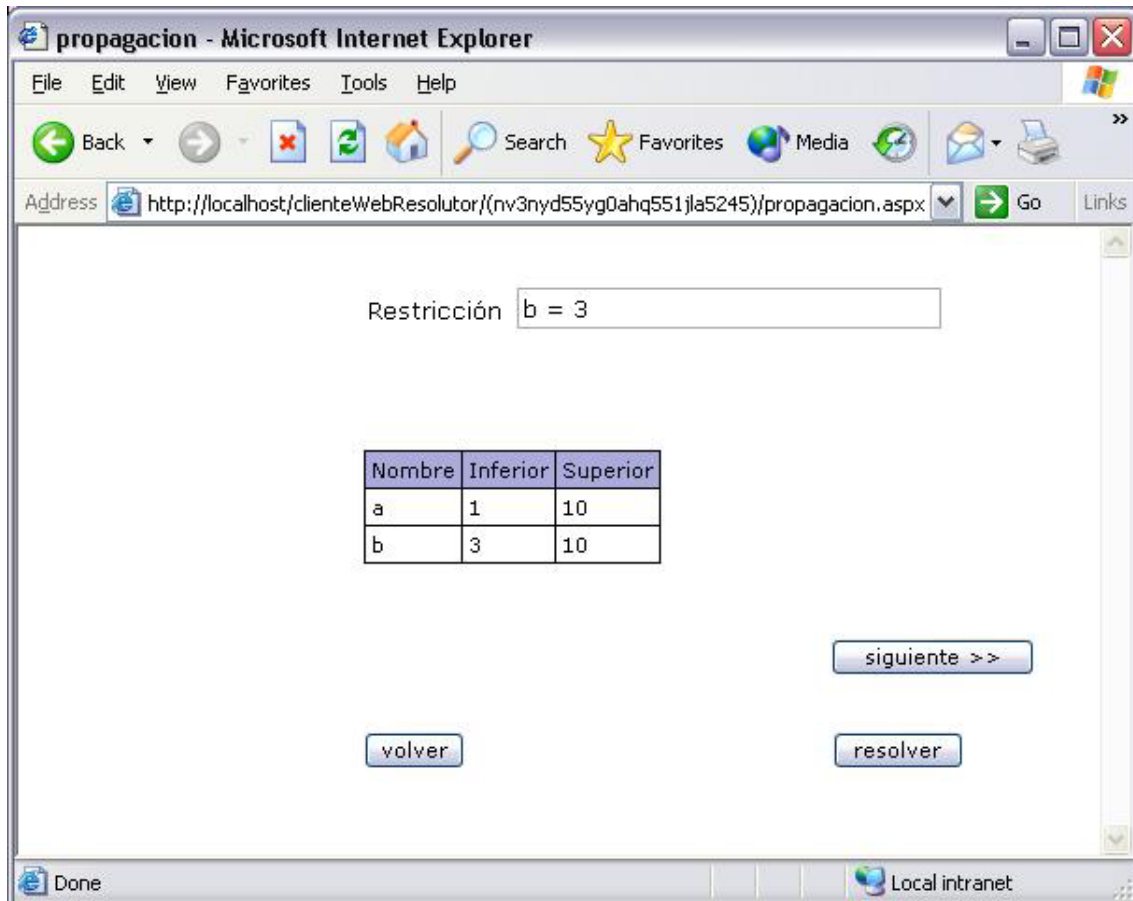 propagacion - Microsoft Internet Explorer
File Edit View Favorites Tools Help
Back Search Favorites Media »
Address http://localhost/clienteWebResolutor/(nv3nyd55yg0ahq551jla5245)/propagacion.aspx Go Links
Restricción b = 3
Nombre Inferior Superior
a 1 10
b 3 10
siguiente >>
volver resolver
Done Local intranet